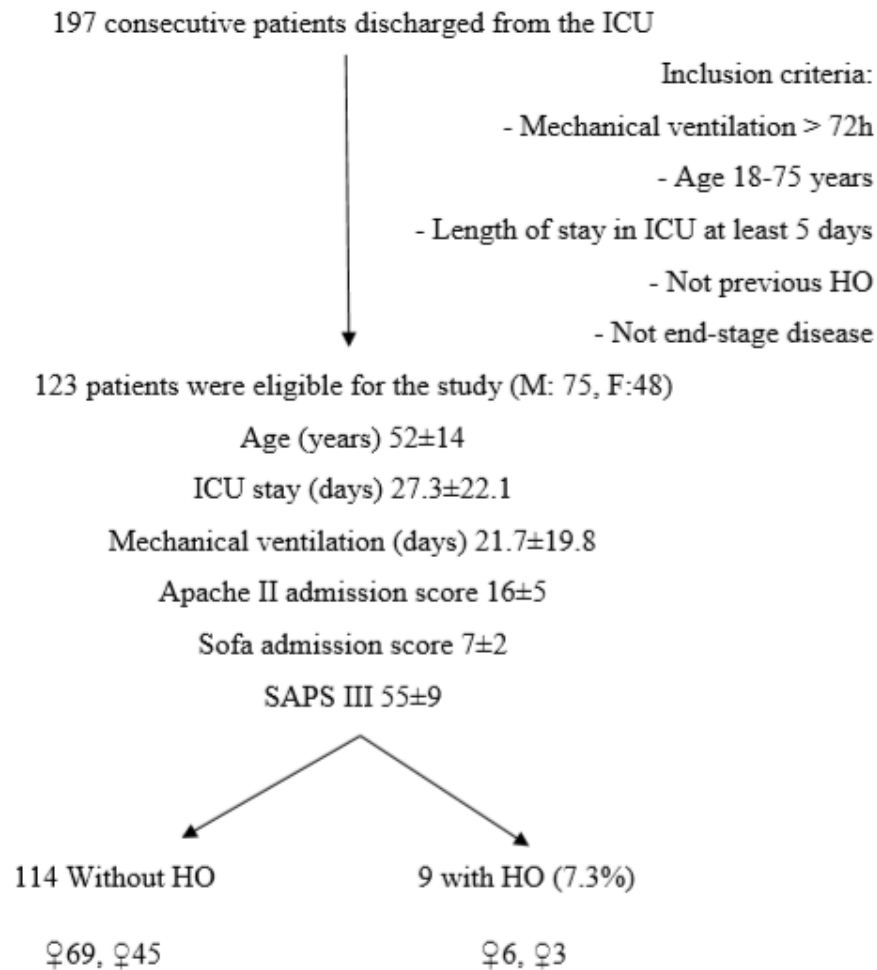 197 consecutive patients discharged from the ICU
Inclusion criteria:
- Mechanical ventilation > 72h
- Age 18-75 years
- Length of stay in ICU at least 5 days
- Not previous HO
- Not end-stage disease
123 patients were eligible for the study (M: 75, F:48)
Age (years) 52±14
ICU stay (days) 27.3±22.1
Mechanical ventilation (days) 21.7±19.8
Apache II admission score 16±5
Sofa admission score 7±2
SAPS III 55±9
114 Without HO
9 with HO (7.3%)
♀69, ♀45
♀6, ♀3